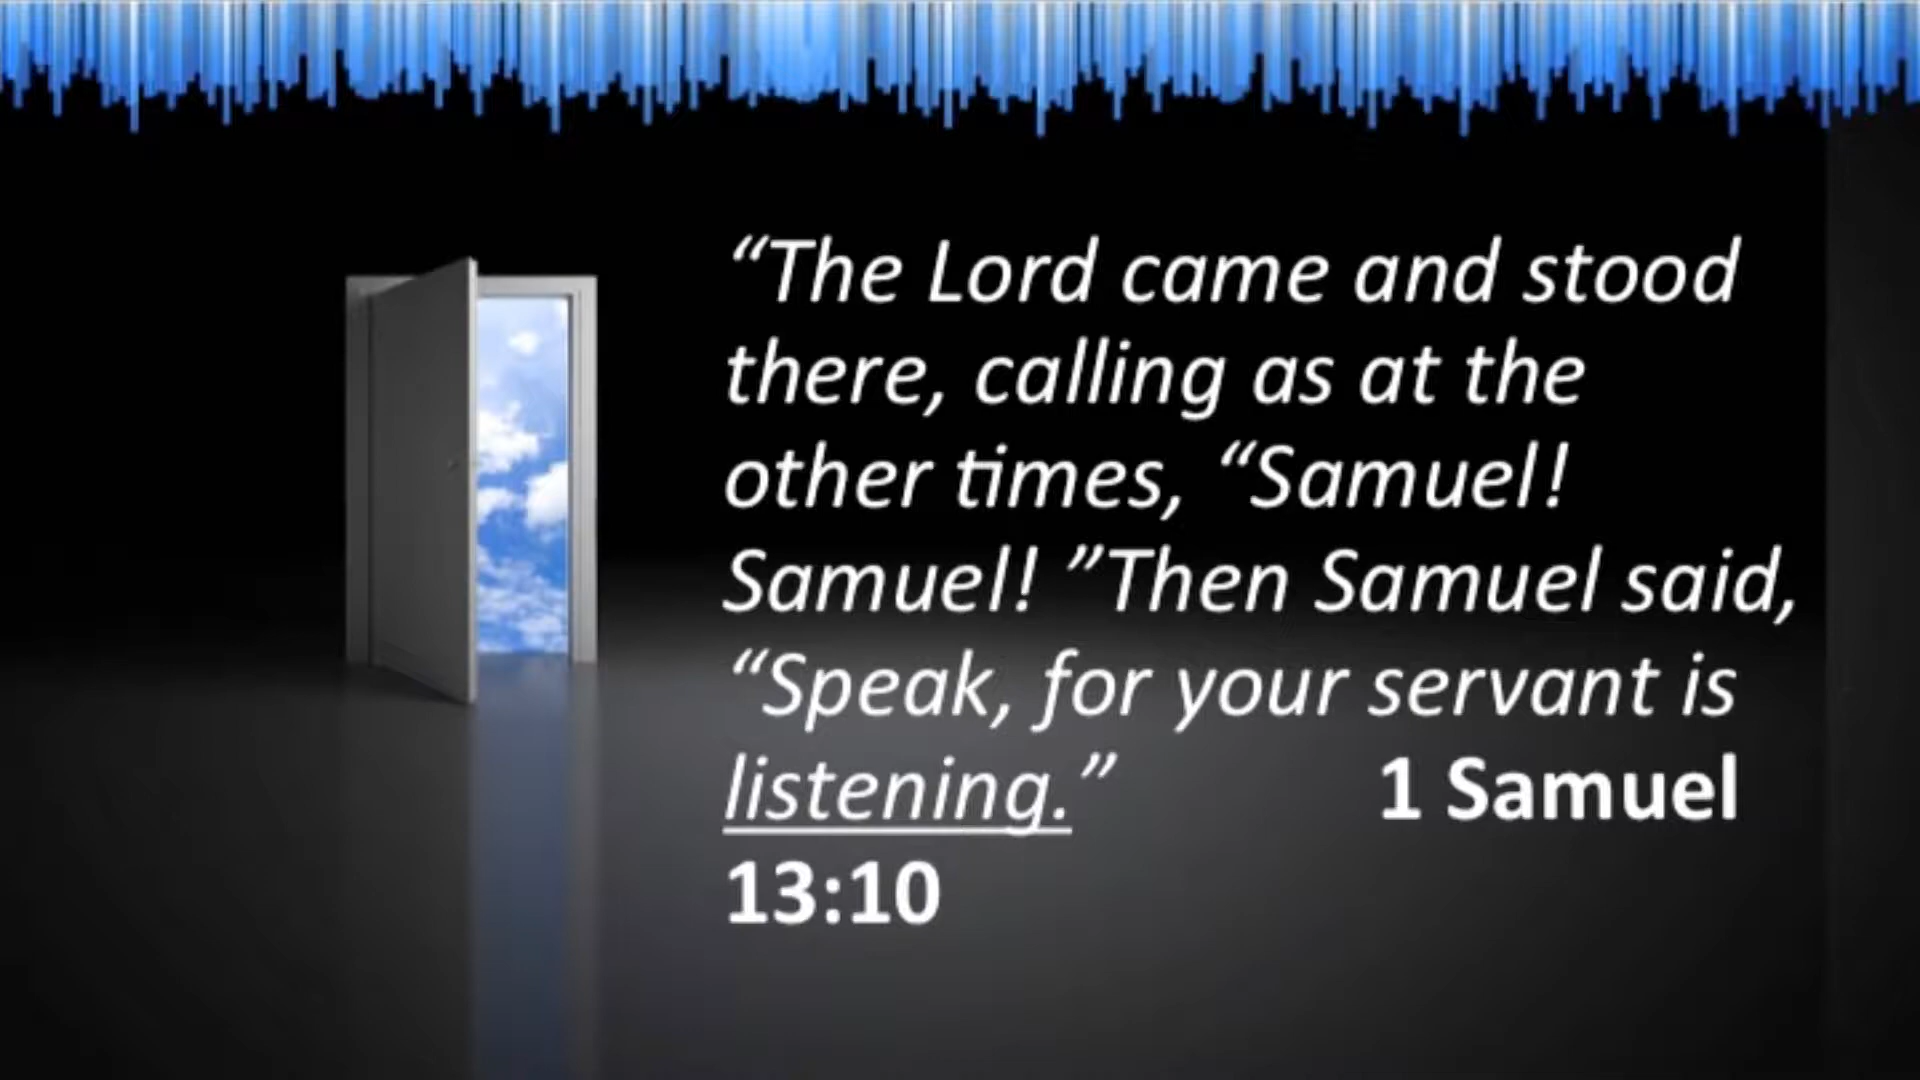 “The Lord came and stood
there, calling as at the
other times, “Samuel!
Samuel! ”Then Samuel said,
“Speak, for your servant is
listening.” 1 Samuel
13:10